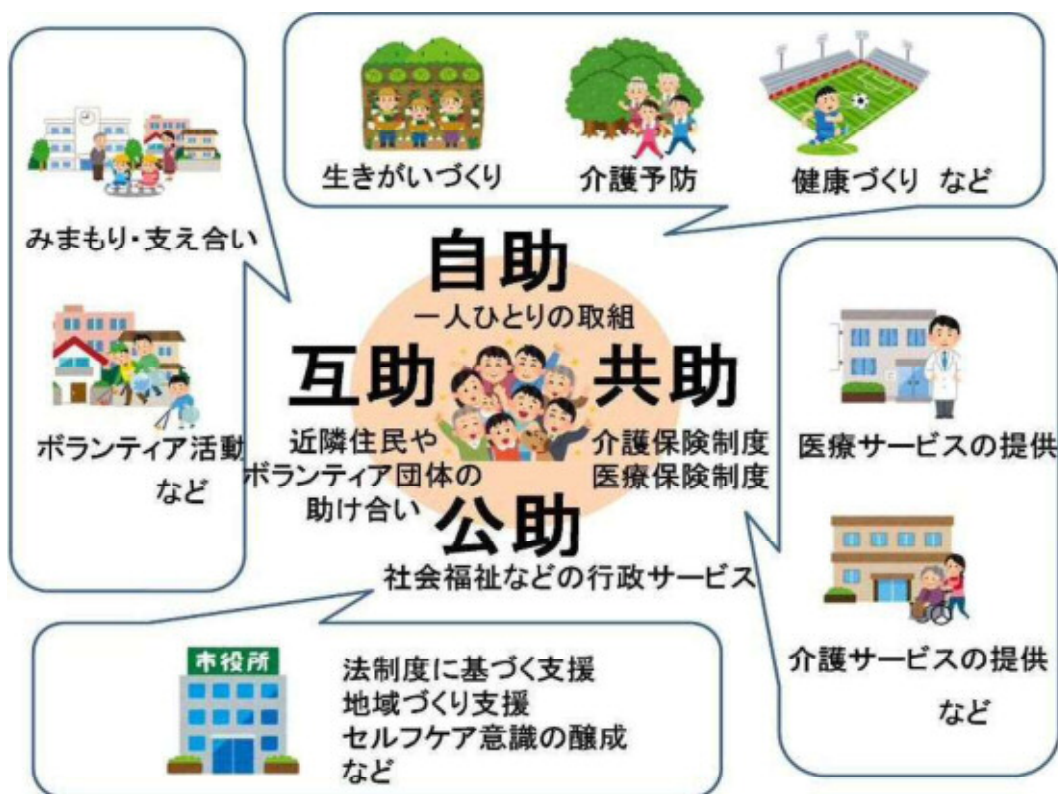 生きがいづくり
介護予防
健康づくり など
みまもり・支え合い
ボランティア活動
など
自助
一人ひとりの取組
互助
近隣住民や
ボランティア団体の
助け合い
共助
介護保険制度
医療保険制度
公助
社会福祉などの行政サービス
医療サービスの提供
介護サービスの提供
など
市役所
法制度に基づく支援
地域づくり支援
セルフケア意識の醸成
など